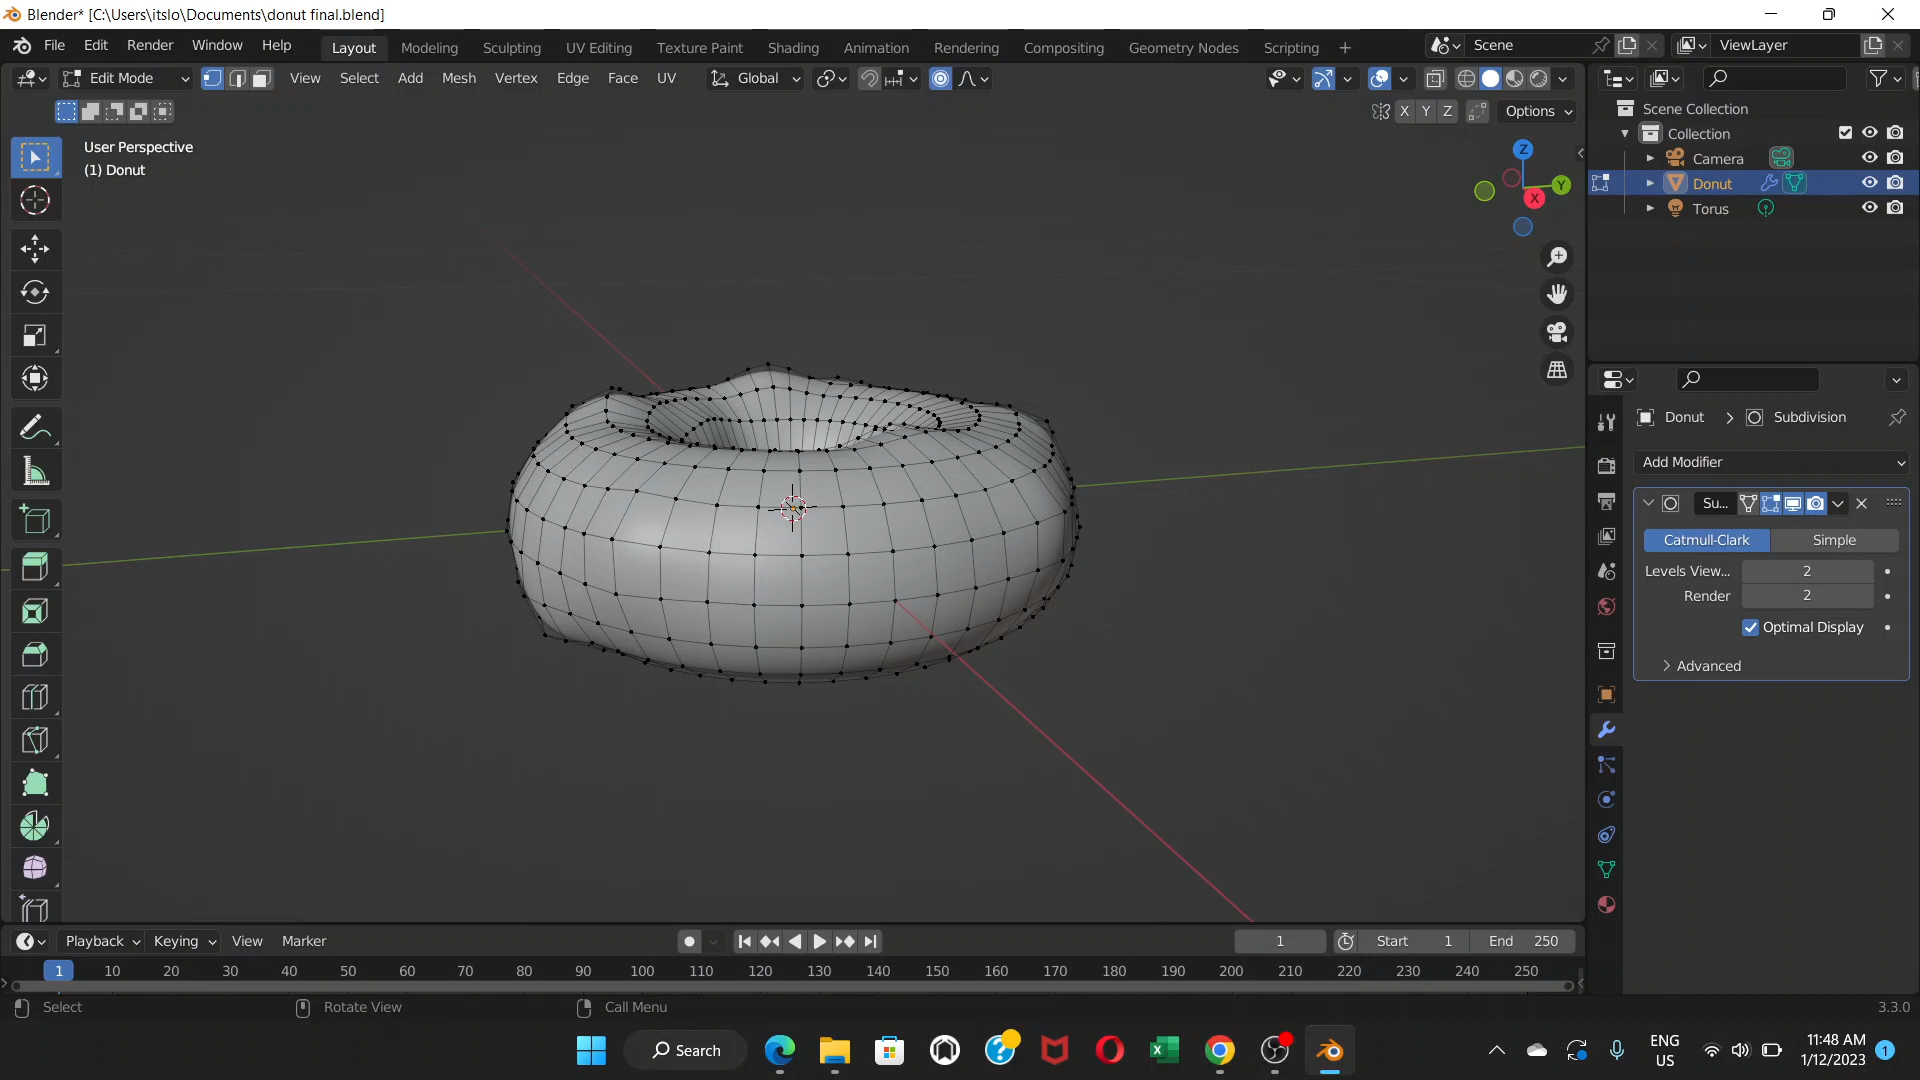 Blender* [C:\Users\itslo\Documents\donut final.blend]
File Edit Render Window Help Layout Modeling Sculpting UV Editing Texture Paint Shading Animation Rendering Compositing Geometry Nodes Scripting + Scene ViewLayer
Edit Mode View Select Add Mesh Vertex Edge Face UV Global
X Y Z Options
User Perspective
(1) Donut
Z
Y
X
Scene Collection
Collection
Camera
Donut
Torus
Donut > Subdivision
Add Modifier
Su...
Catmull-Clark Simple
Levels View... 2
Render 2
Optimal Display
Advanced
Playback Keying View Marker 1 Start 1 End 250
1 10 20 30 40 50 60 70 80 90 100 110 120 130 140 150 160 170 180 190 200 210 220 230 240 250
Select Rotate View Call Menu 3.3.0
Search
ENG
US
11:48 AM
1/12/2023
1